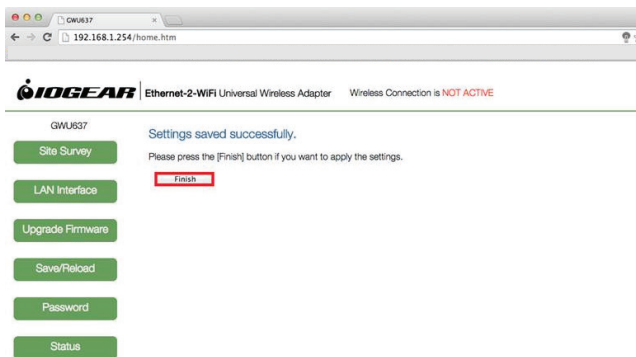 GWU637
192.168.1.254/home.htm
IOGEAR
Ethernet-2-WiFi Universal Wireless Adapter
Wireless Connection is NOT ACTIVE
GWU637
Site Survey
LAN Interface
Upgrade Firmware
Save/Reload
Password
Status
Settings saved successfully.
Please press the [Finish] button if you want to apply the settings.
Finish